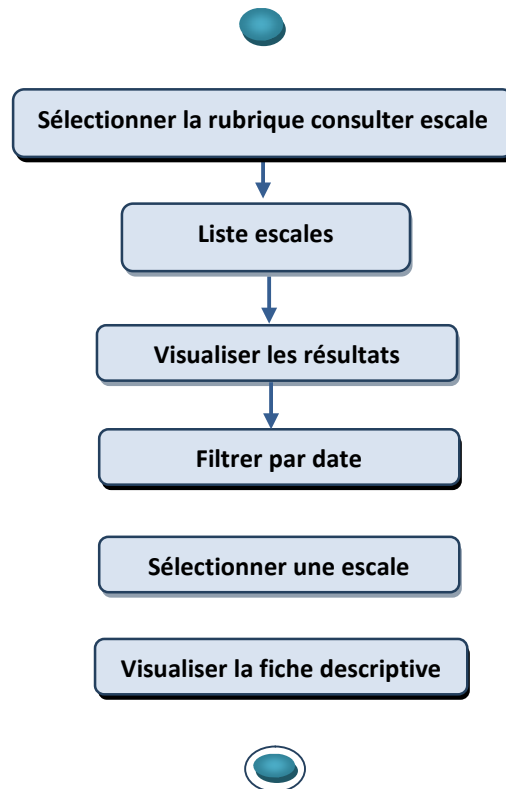 Sélectionner la rubrique consulter escale
Liste escales
Visualiser les résultats
Filtrer par date
Sélectionner une escale
Visualiser la fiche descriptive